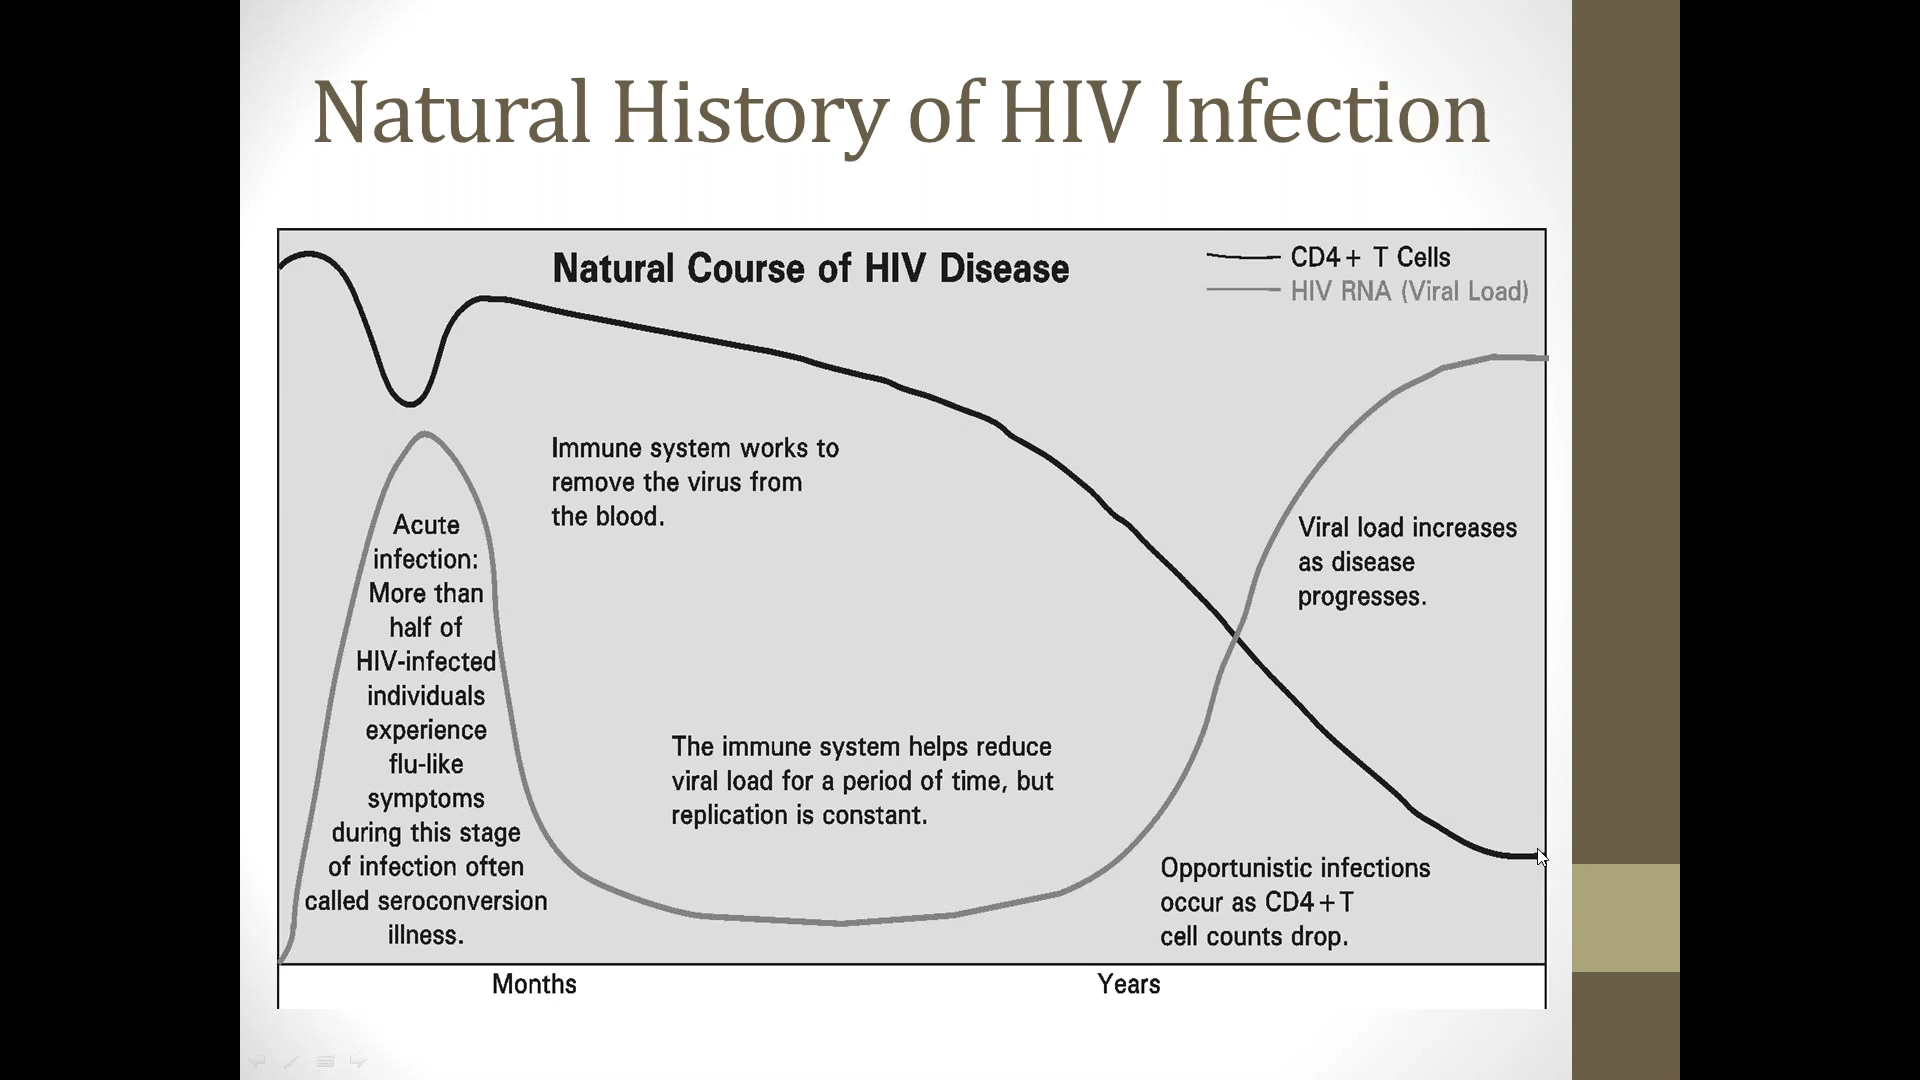 Natural History of HIV Infection
Natural Course of HIV Disease
CD4+ T Cells
HIV RNA (Viral Load)
Immune system works to
remove the virus from
the blood.
Acute
infection:
More than
half of
HIV-infected
individuals
experience
flu-like
symptoms
during this stage
of infection often
called seroconversion
illness.
The immune system helps reduce
viral load for a period of time, but
replication is constant.
Viral load increases
as disease
progresses.
Opportunistic infections
occur as CD4+T
cell counts drop.
Months
Years